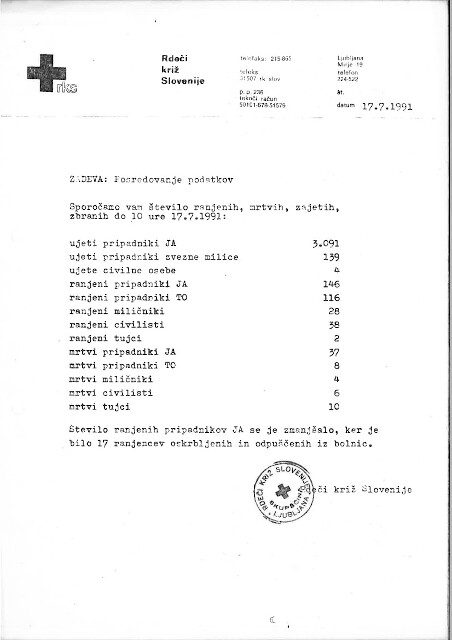 rks
Rdeči
križ
Slovenije
telefaks: 215-861
teleks
31507 rk slov
p. p. 236
tekoči račun
50101-678-51579
Ljubljana
Mirje 19
telefon
224-522
št.
datum 17.7.1991
ZADEVA: Posredovanje podatkov
Sporočamo vam število ranjenih, mrtvih, zajetih,
zbranih do 10 ure 17.7.1991:
ujeti pripadniki JA 3.091
ujeti pripadniki zvezne milice 139
ujete civilne osebe 4
ranjeni pripadniki JA 146
ranjeni pripadniki TO 116
ranjeni miličniki 28
ranjeni civilisti 38
ranjeni tujci 2
mrtvi pripadniki JA 37
mrtvi pripadniki TO 8
mrtvi miličniki 4
mrtvi civilisti 6
mrtvi tujci 10
Število ranjenih pripadnikov JA se je zmanjšalo, ker je
bilo 17 ranjencev oskrbljenih in odpuščenih iz bolnic.
Rdeči križ Slovenije
RDEČI KRIŽ SLOVENIJE
SKUPŠČINA
LJUBLJANA